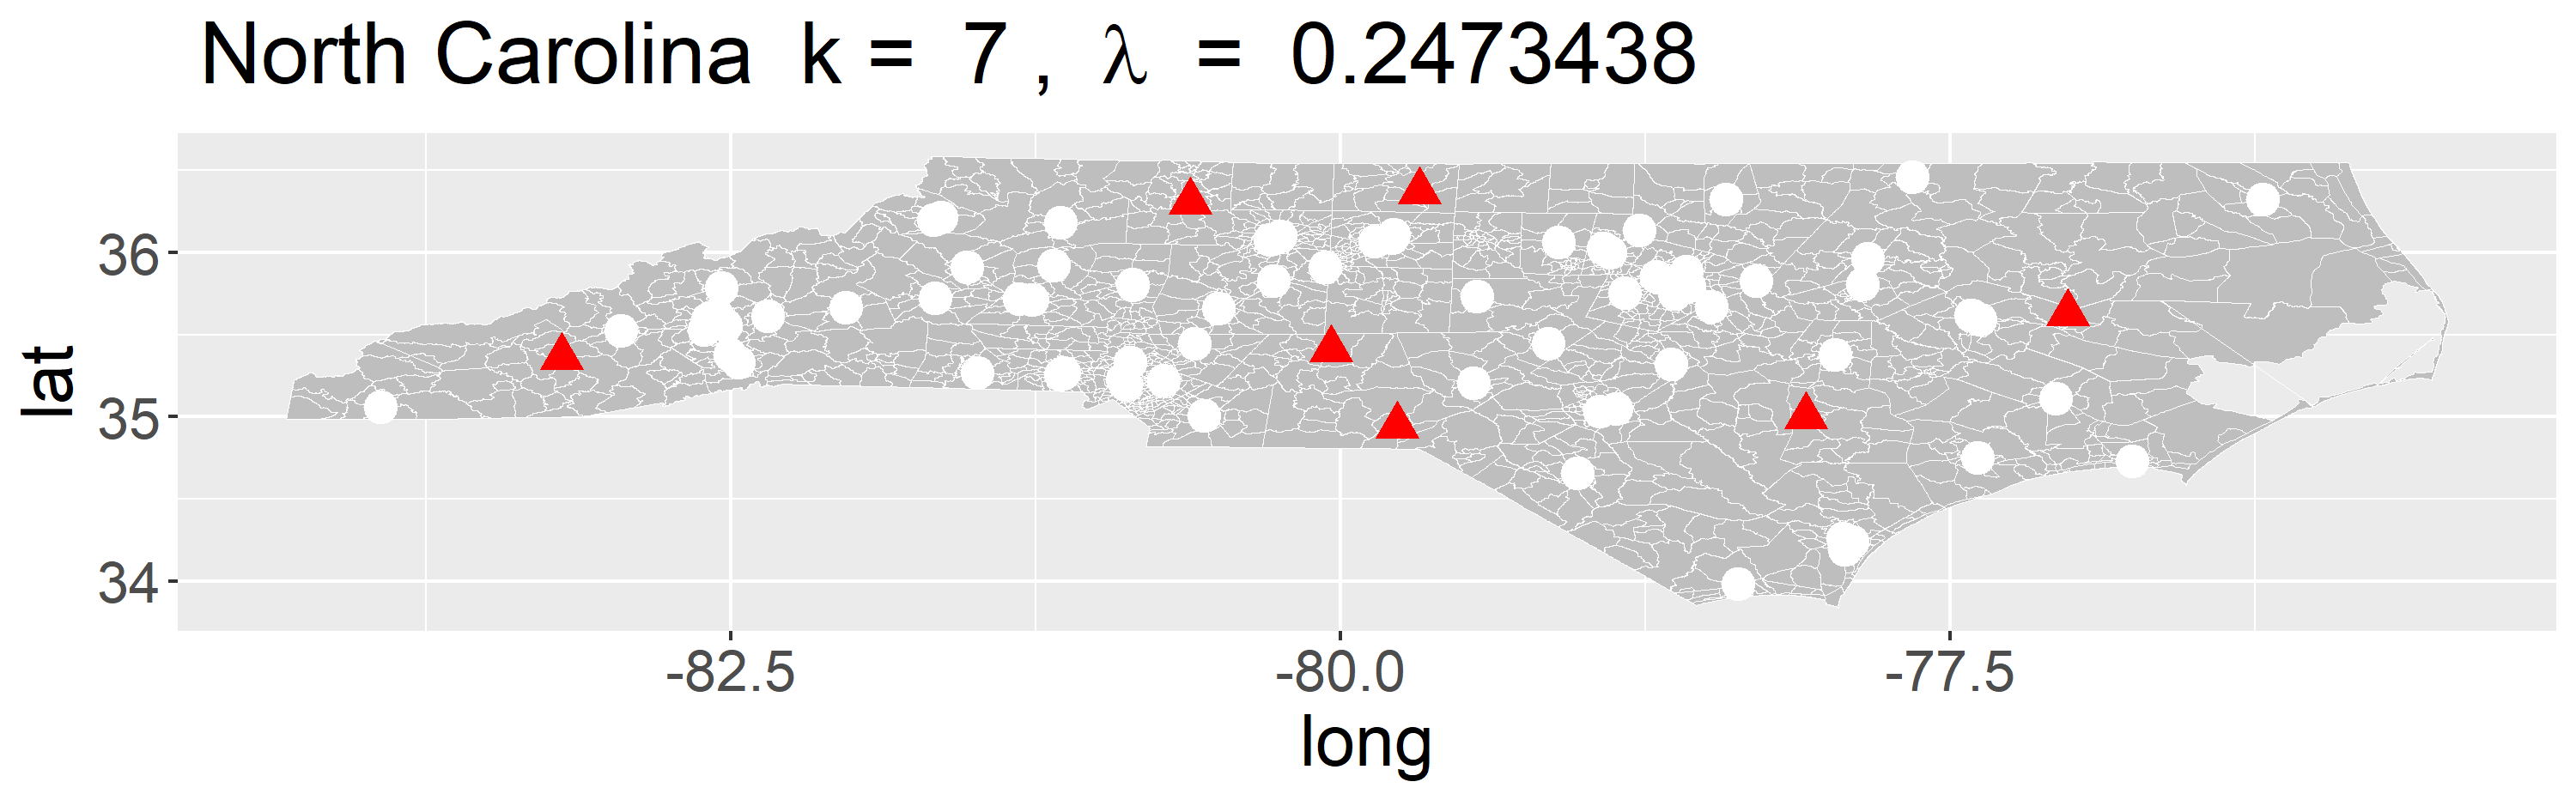 North Carolina k = 7 , λ = 0.2473438
lat
36
35
34
-82.5 -80.0 -77.5
long